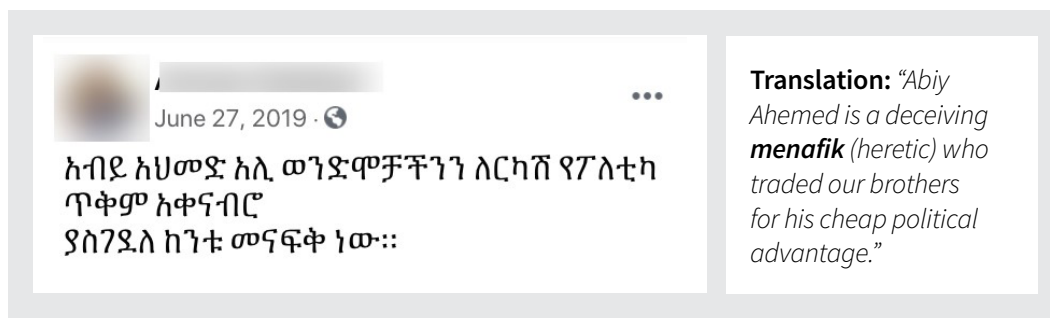 June 27, 2019 ·
አብይ አህመድ አሊ ወንድሞቻችንን ለርካሽ የፖለቲካ
ጥቅም አቀናብሮ
ያስገደለ ከንቱ መናፍቅ ነው።
Translation: “Abiy
Ahemed is a deceiving
menafik (heretic) who
traded our brothers
for his cheap political
advantage.”